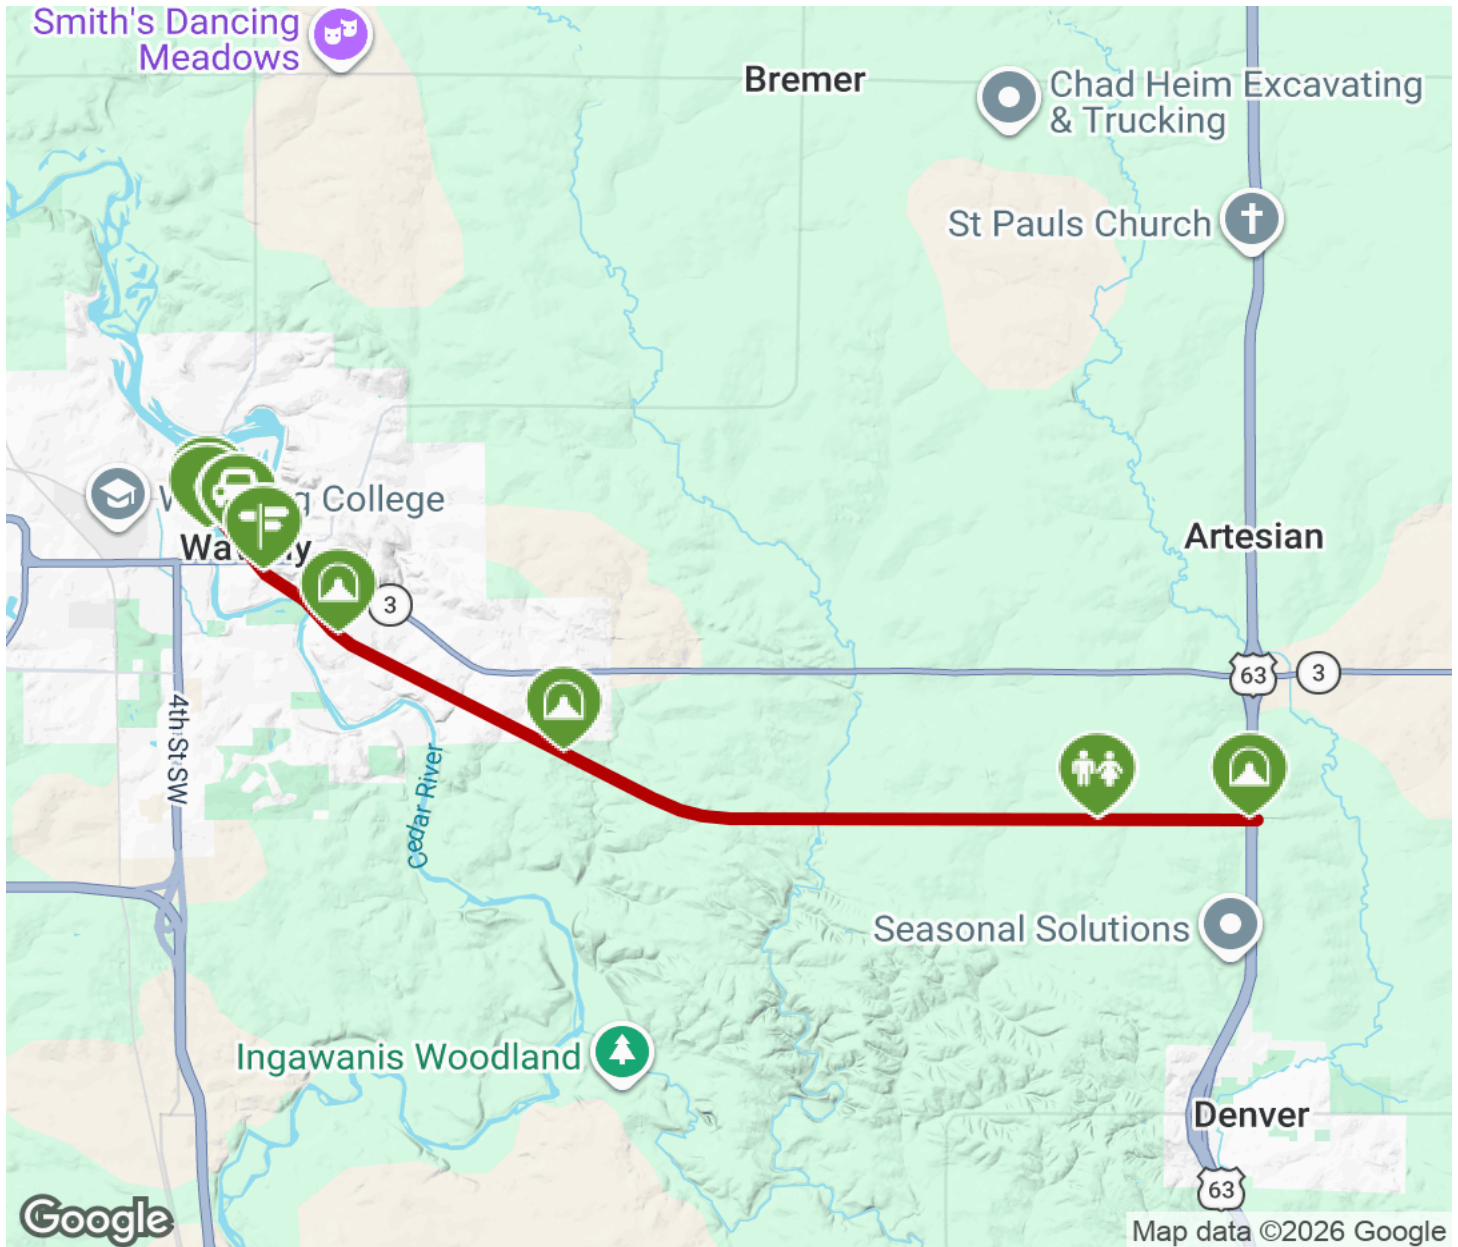 Smith's Dancing
Meadows
Bremer
Chad Heim Excavating
& Trucking
St Pauls Church
College
Artesian
3
63
3
4th St SW
Cedar River
Seasonal Solutions
Ingawanis Woodland
Denver
63
Google
Map data ©2026 Google